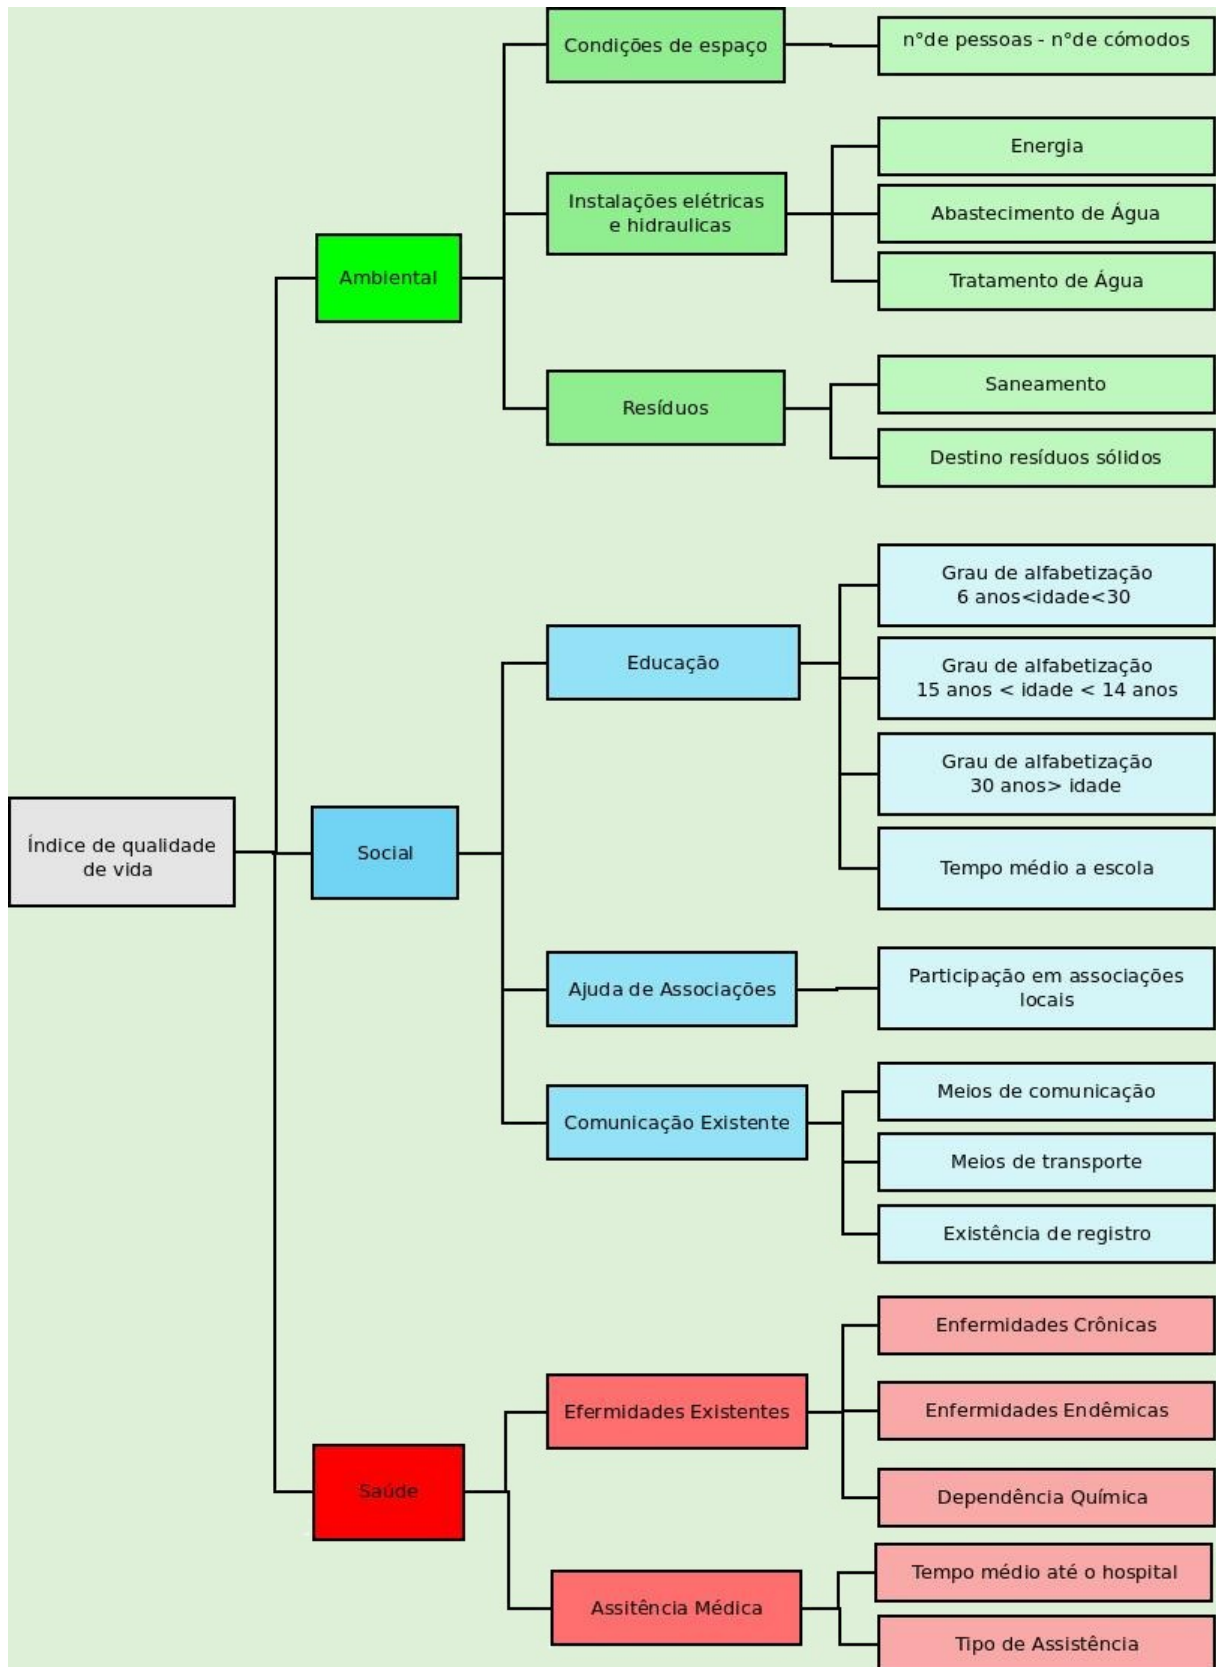 Condições de espaço
n°de pessoas - n°de cómodos
Energia
Instalações elétricas
e hidraulicas
Abastecimento de Água
Ambiental
Tratamento de Água
Saneamento
Resíduos
Destino resíduos sólidos
Grau de alfabetização
6 anos<idade<30
Educação
Grau de alfabetização
15 anos < idade < 14 anos
Grau de alfabetização
30 anos> idade
Índice de qualidade
de vida
Social
Tempo médio a escola
Ajuda de Associações
Participação em associações
locais
Meios de comunicação
Comunicação Existente
Meios de transporte
Existência de registro
Enfermidades Crônicas
Efermidades Existentes
Enfermidades Endêmicas
Saúde
Dependência Química
Tempo médio até o hospital
Assitência Médica
Tipo de Assistência